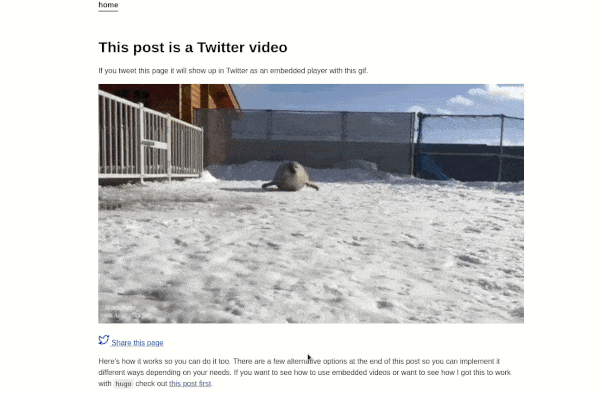 home
This post is a Twitter video
If you tweet this page it will show up in Twitter as an embedded player with this gif.
Share this page
Here's how it works so you can do it too. There are a few alternative options at the end of this post so you can implement it
different ways depending on your needs. If you want to see how to use embedded videos or want to see how I got this to work
with hugo check out this post first.